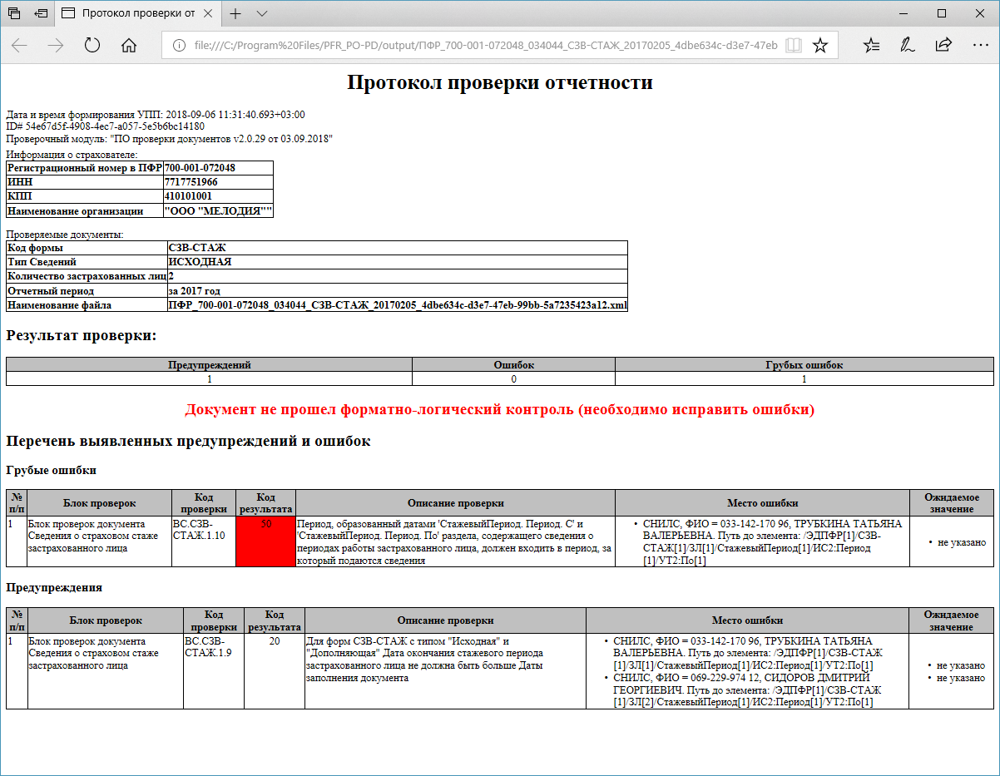 Протокол проверки от
file:///C:/Program%20Files/PFR_PO-PD/output/ПФР_700-001-072048_034044_СЗВ-СТАЖ_20170205_4dbe634c-d3e7-47eb
Протокол проверки отчетности
Дата и время формирования УПП: 2018-09-06 11:31:40.693+03:00
ID# 54e67d5f-4908-4ec7-a057-5e5b6bc14180
Проверочный модуль: "ПО проверки документов v2.0.29 от 03.09.2018"
Информация о страхователе:
Регистрационный номер в ПФР 700-001-072048
ИНН 7717751966
КПП 410101001
Наименование организации "ООО "МЕЛОДИЯ""
Проверяемые документы:
Код формы СЗВ-СТАЖ
Тип Сведений ИСХОДНАЯ
Количество застрахованных лиц 2
Отчетный период за 2017 год
Наименование файла ПФР_700-001-072048_034044_СЗВ-СТАЖ_20170205_4dbe634c-d3e7-47eb-99bb-5a7235423a12.xml
Результат проверки:
Предупреждений Ошибок Грубых ошибок
1 0 1
Документ не прошел форматно-логический контроль (необходимо исправить ошибки)
Перечень выявленных предупреждений и ошибок
Грубые ошибки
№
п/п
Блок проверок
Код
проверки
Код
результата
Описание проверки
Место ошибки
Ожидаемое
значение
1
Блок проверок документа
Сведения о страховом стаже
застрахованного лица
ВС.СЗВ-
СТАЖ.1.10
50
Период, образованный датами 'СтажевыйПериод. Период. С' и
'СтажевыйПериод. Период. По' раздела, содержащего сведения о
периодах работы застрахованного лица, должен входить в период, за
который подаются сведения
• СНИЛС, ФИО = 033-142-170 96, ТРУБКИНА ТАТЬЯНА
ВАЛЕРЬЕВНА. Путь до элемента: /ЭДПФР[1]/СЗВ-
СТАЖ[1]/ЗЛ[1]/СтажевыйПериод[1]/ИС2:Период
[1]/УТ2:По[1]
• не указано
Предупреждения
№
п/п
Блок проверок
Код
проверки
Код
результата
Описание проверки
Место ошибки
Ожидаемое
значение
1
Блок проверок документа
Сведения о страховом стаже
застрахованного лица
ВС.СЗВ-
СТАЖ.1.9
20
Для форм СЗВ-СТАЖ с типом "Исходная" и
"Дополняющая" Дата окончания стажевого периода
застрахованного лица не должна быть больше Даты
заполнения документа
• СНИЛС, ФИО = 033-142-170 96, ТРУБКИНА ТАТЬЯНА
ВАЛЕРЬЕВНА. Путь до элемента: /ЭДПФР[1]/СЗВ-СТАЖ
[1]/ЗЛ[1]/СтажевыйПериод[1]/ИС2:Период[1]/УТ2:По[1]
• СНИЛС, ФИО = 069-229-974 12, СИДОРОВ ДМИТРИЙ
ГЕОРГИЕВИЧ. Путь до элемента: /ЭДПФР[1]/СЗВ-СТАЖ
[1]/ЗЛ[2]/СтажевыйПериод[1]/ИС2:Период[1]/УТ2:По[1]
• не указано
• не указано